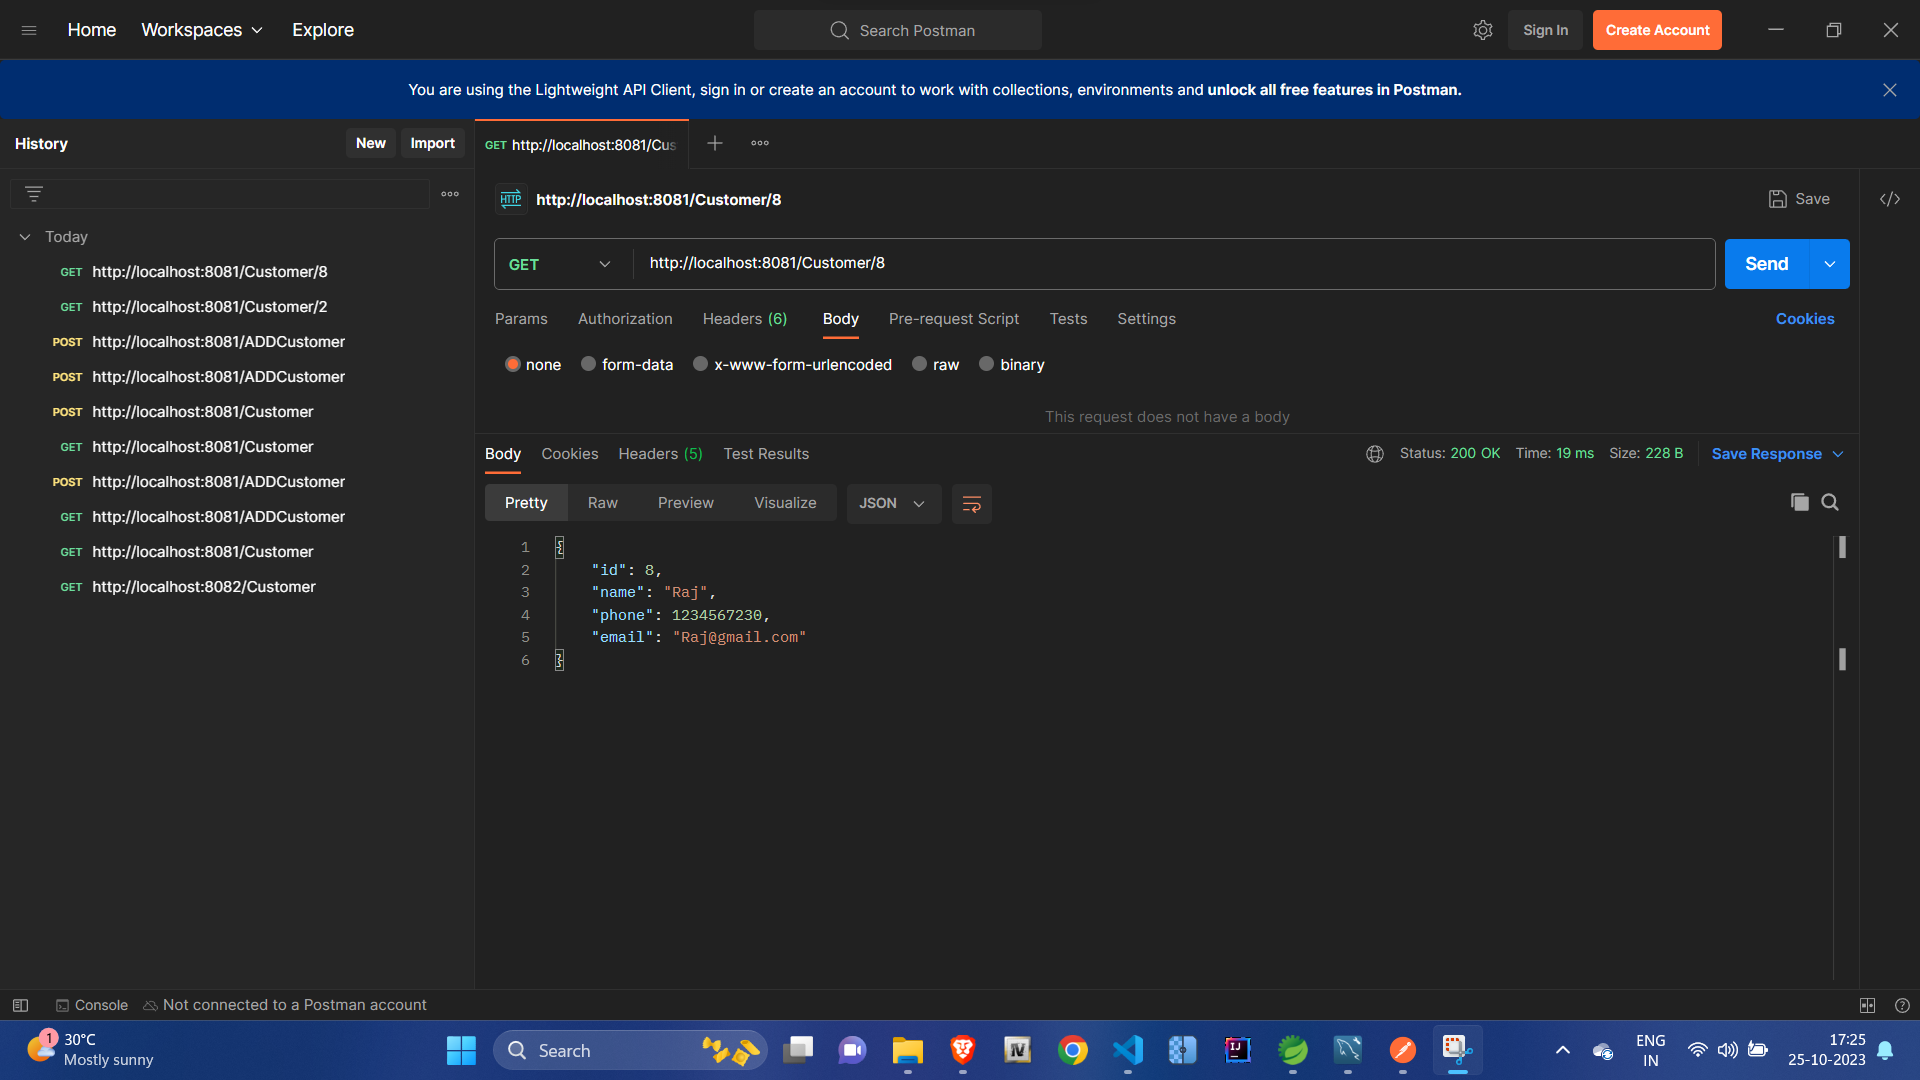 Home Workspaces Explore Search Postman Sign In Create Account
You are using the Lightweight API Client, sign in or create an account to work with collections, environments and unlock all free features in Postman.
History New Import
GET http://localhost:8081/Cus
http://localhost:8081/Customer/8
HTTP
Save
Today
GET http://localhost:8081/Customer/8
GET http://localhost:8081/Customer/2
POST http://localhost:8081/ADDCustomer
POST http://localhost:8081/ADDCustomer
POST http://localhost:8081/Customer
GET http://localhost:8081/Customer
POST http://localhost:8081/ADDCustomer
GET http://localhost:8081/ADDCustomer
GET http://localhost:8081/Customer
GET http://localhost:8082/Customer
GET http://localhost:8081/Customer/8 Send
Params Authorization Headers (6) Body Pre-request Script Tests Settings Cookies
none form-data x-www-form-urlencoded raw binary
This request does not have a body
Body Cookies Headers (5) Test Results Status: 200 OK Time: 19 ms Size: 228 B Save Response
Pretty Raw Preview Visualize JSON
1 {
2 "id": 8,
3 "name": "Raj",
4 "phone": 1234567230,
5 "email": "Raj@gmail.com"
6 }
Console Not connected to a Postman account
1
30°C
Mostly sunny
Search
IJ
ENG
IN
17:25
25-10-2023